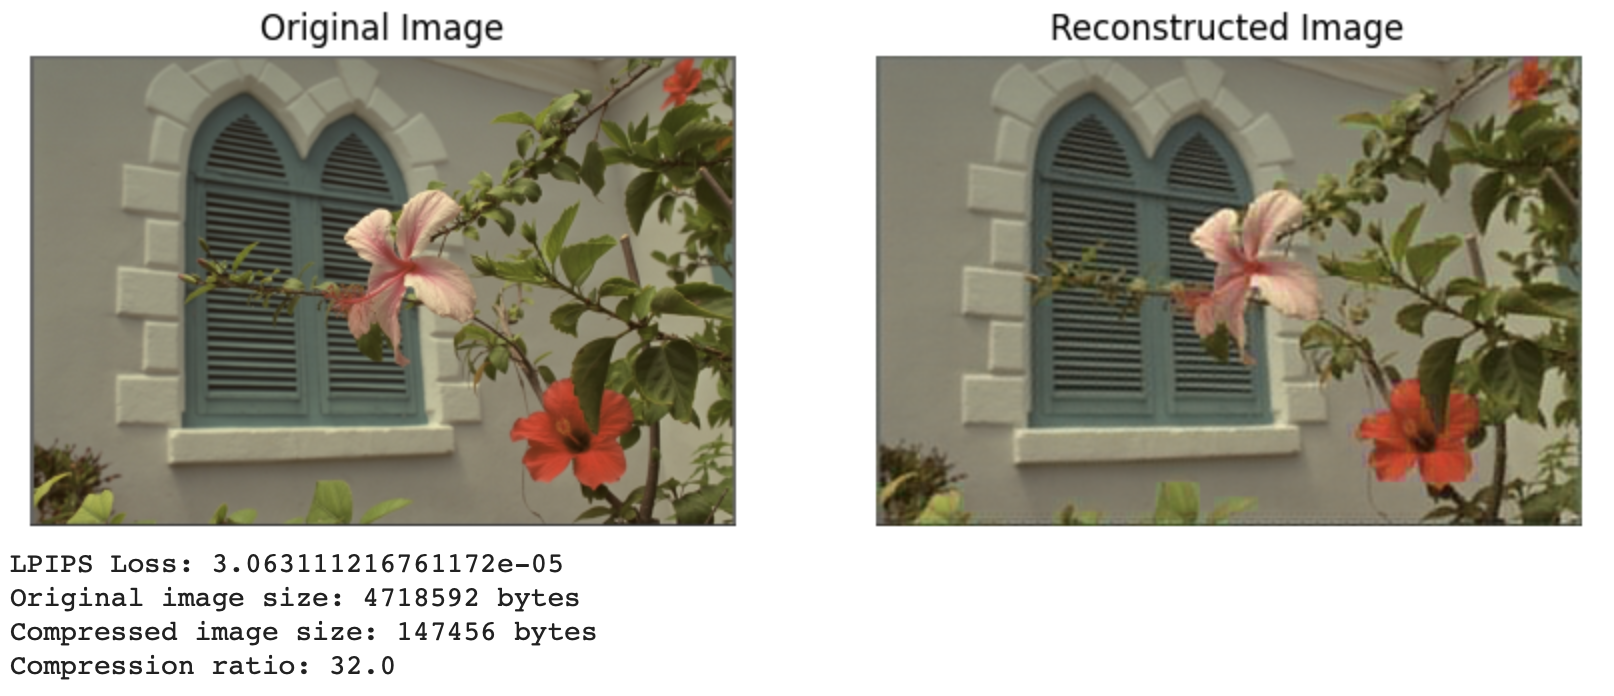 Original Image
Reconstructed Image
LPIPS Loss: 3.063111216761172e-05
Original image size: 4718592 bytes
Compressed image size: 147456 bytes
Compression ratio: 32.0